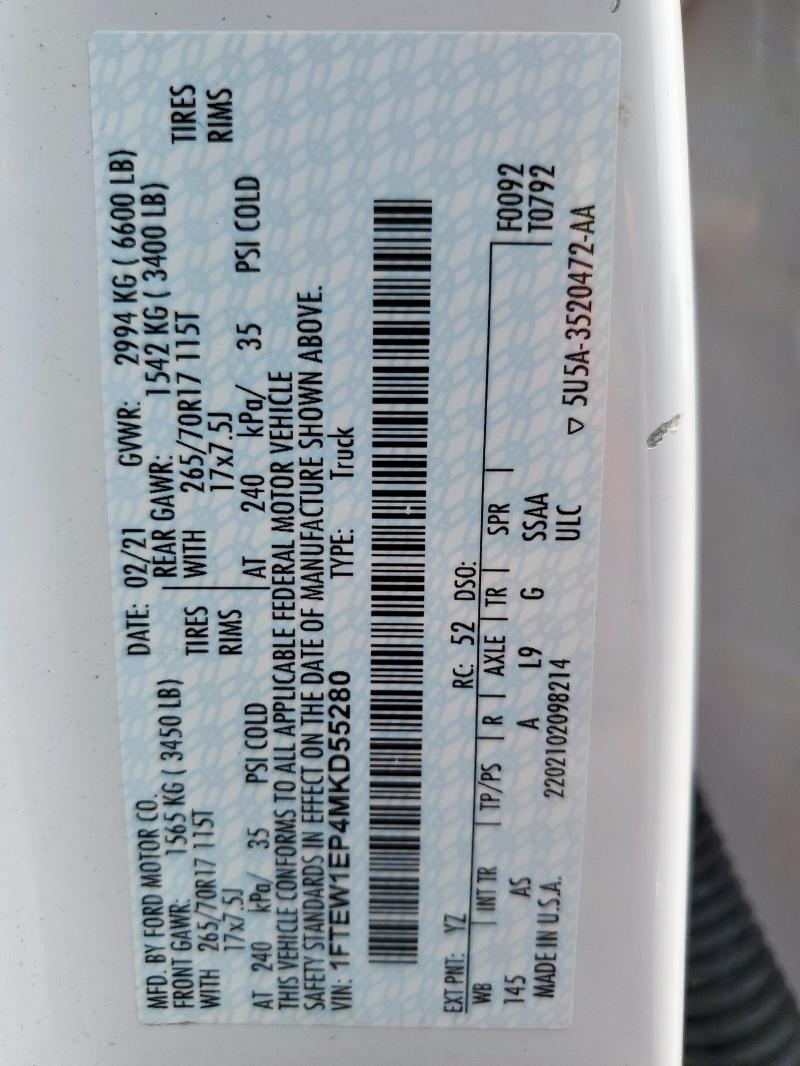 MFD. BY FORD MOTOR CO.
DATE: 02/21 GVWR: 2994 KG ( 6600 LB)
FRONT GAWR: 1565 KG ( 3450 LB) REAR GAWR: 1542 KG ( 3400 LB)
WITH 265/70R17 115T TIRES WITH 265/70R17 115T TIRES
17x7.5J RIMS 17x7.5J RIMS
AT 240 kPa/ 35 PSI COLD AT 240 kPa/ 35 PSI COLD
THIS VEHICLE CONFORMS TO ALL APPLICABLE FEDERAL MOTOR VEHICLE
SAFETY STANDARDS IN EFFECT ON THE DATE OF MANUFACTURE SHOWN ABOVE.
VIN: 1FTEW1EP4MKD55280 TYPE: Truck
EXT PNT: YZ RC: 52 DSO: F0092
WB INT TR TP/PS R AXLE TR SPR T0792
145 AS A L9 G SSAA
ULC
MADE IN U.S.A. 2202102098214 ▽ 5U5A-3520472-AA